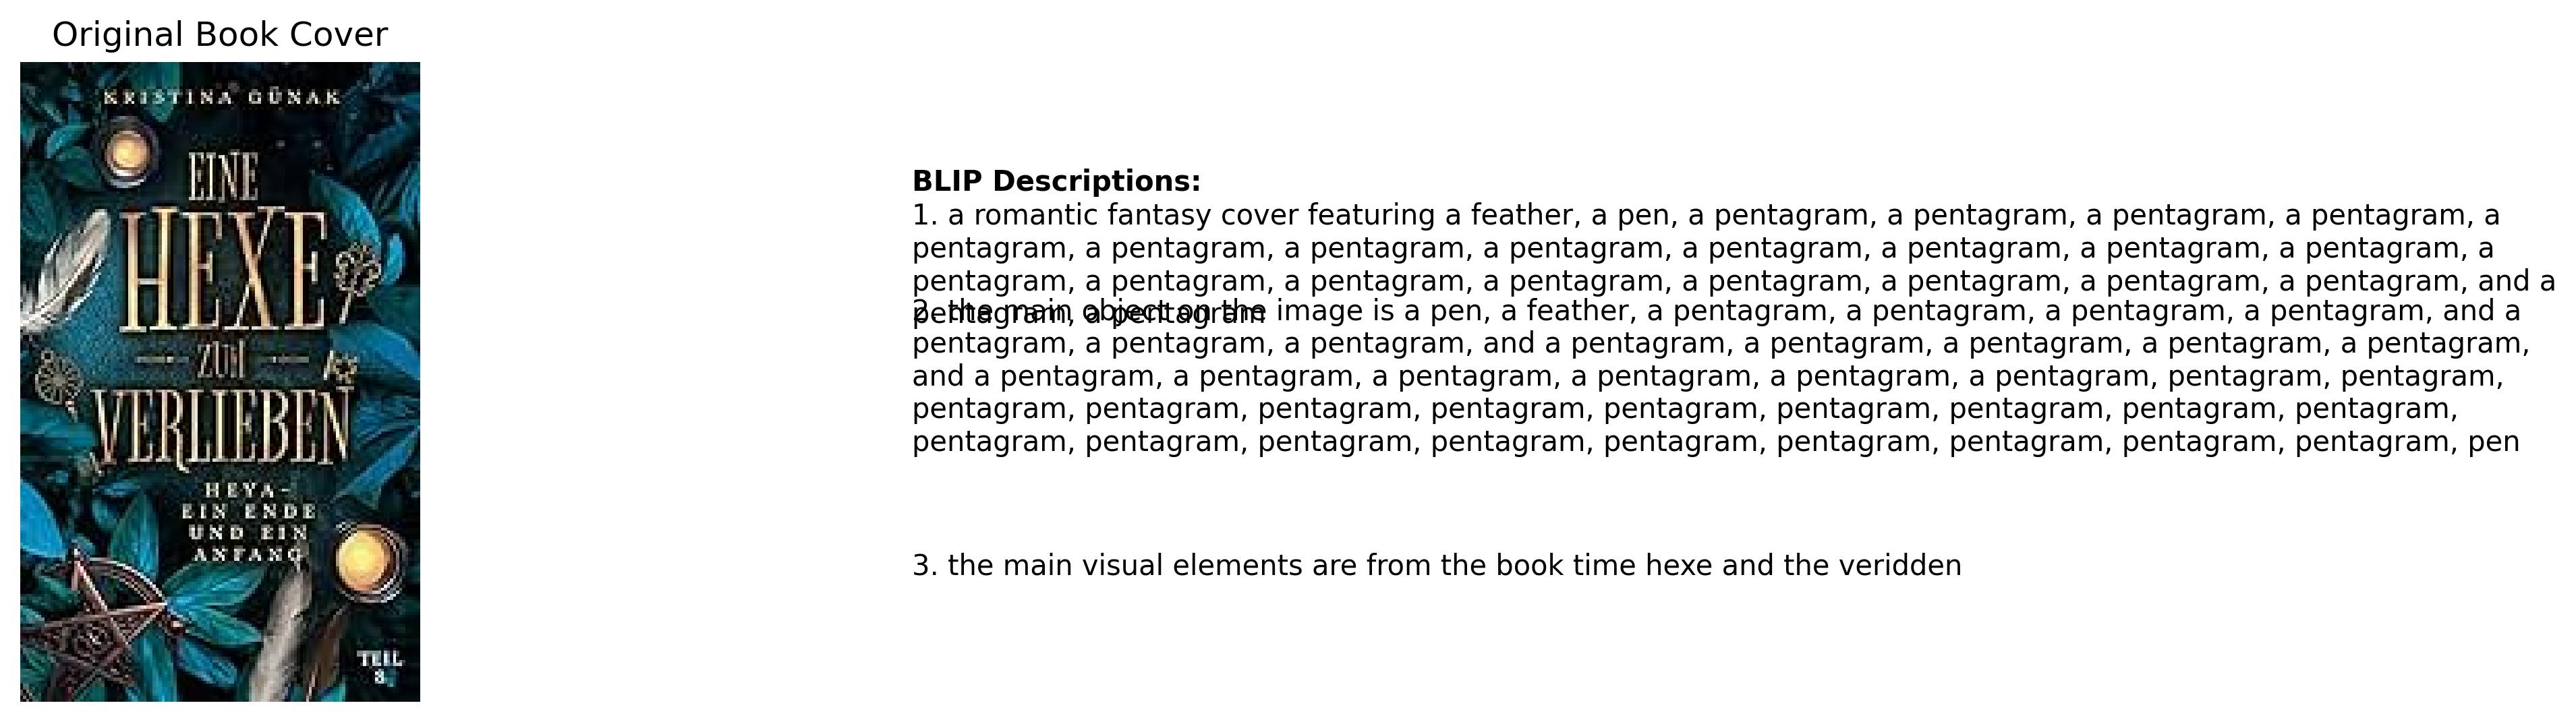 Original Book Cover
KRISTINA GÜNAK
EINE
HEXE
ZUM
VERLIEBEN
HEYA-
EIN ENDE
UND EIN
ANFANG
TEIL
BLIP Descriptions:
1. a romantic fantasy cover featuring a feather, a pen, a pentagram, a pentagram, a pentagram, a pentagram, a
pentagram, a pentagram, a pentagram, a pentagram, a pentagram, a pentagram, a pentagram, a pentagram, a
pentagram, a pentagram, a pentagram, a pentagram, a pentagram, a pentagram, a pentagram, a pentagram, and a
pentagram, a pentagram
2. the main object on the image is a pen, a feather, a pentagram, a pentagram, a pentagram, a pentagram, and a
pentagram, a pentagram, a pentagram, and a pentagram, a pentagram, a pentagram, a pentagram, a pentagram,
and a pentagram, a pentagram, a pentagram, a pentagram, a pentagram, a pentagram, pentagram, pentagram,
pentagram, pentagram, pentagram, pentagram, pentagram, pentagram, pentagram, pentagram, pentagram,
pentagram, pentagram, pentagram, pentagram, pentagram, pentagram, pentagram, pentagram, pentagram, pen
3. the main visual elements are from the book time hexe and the veridden